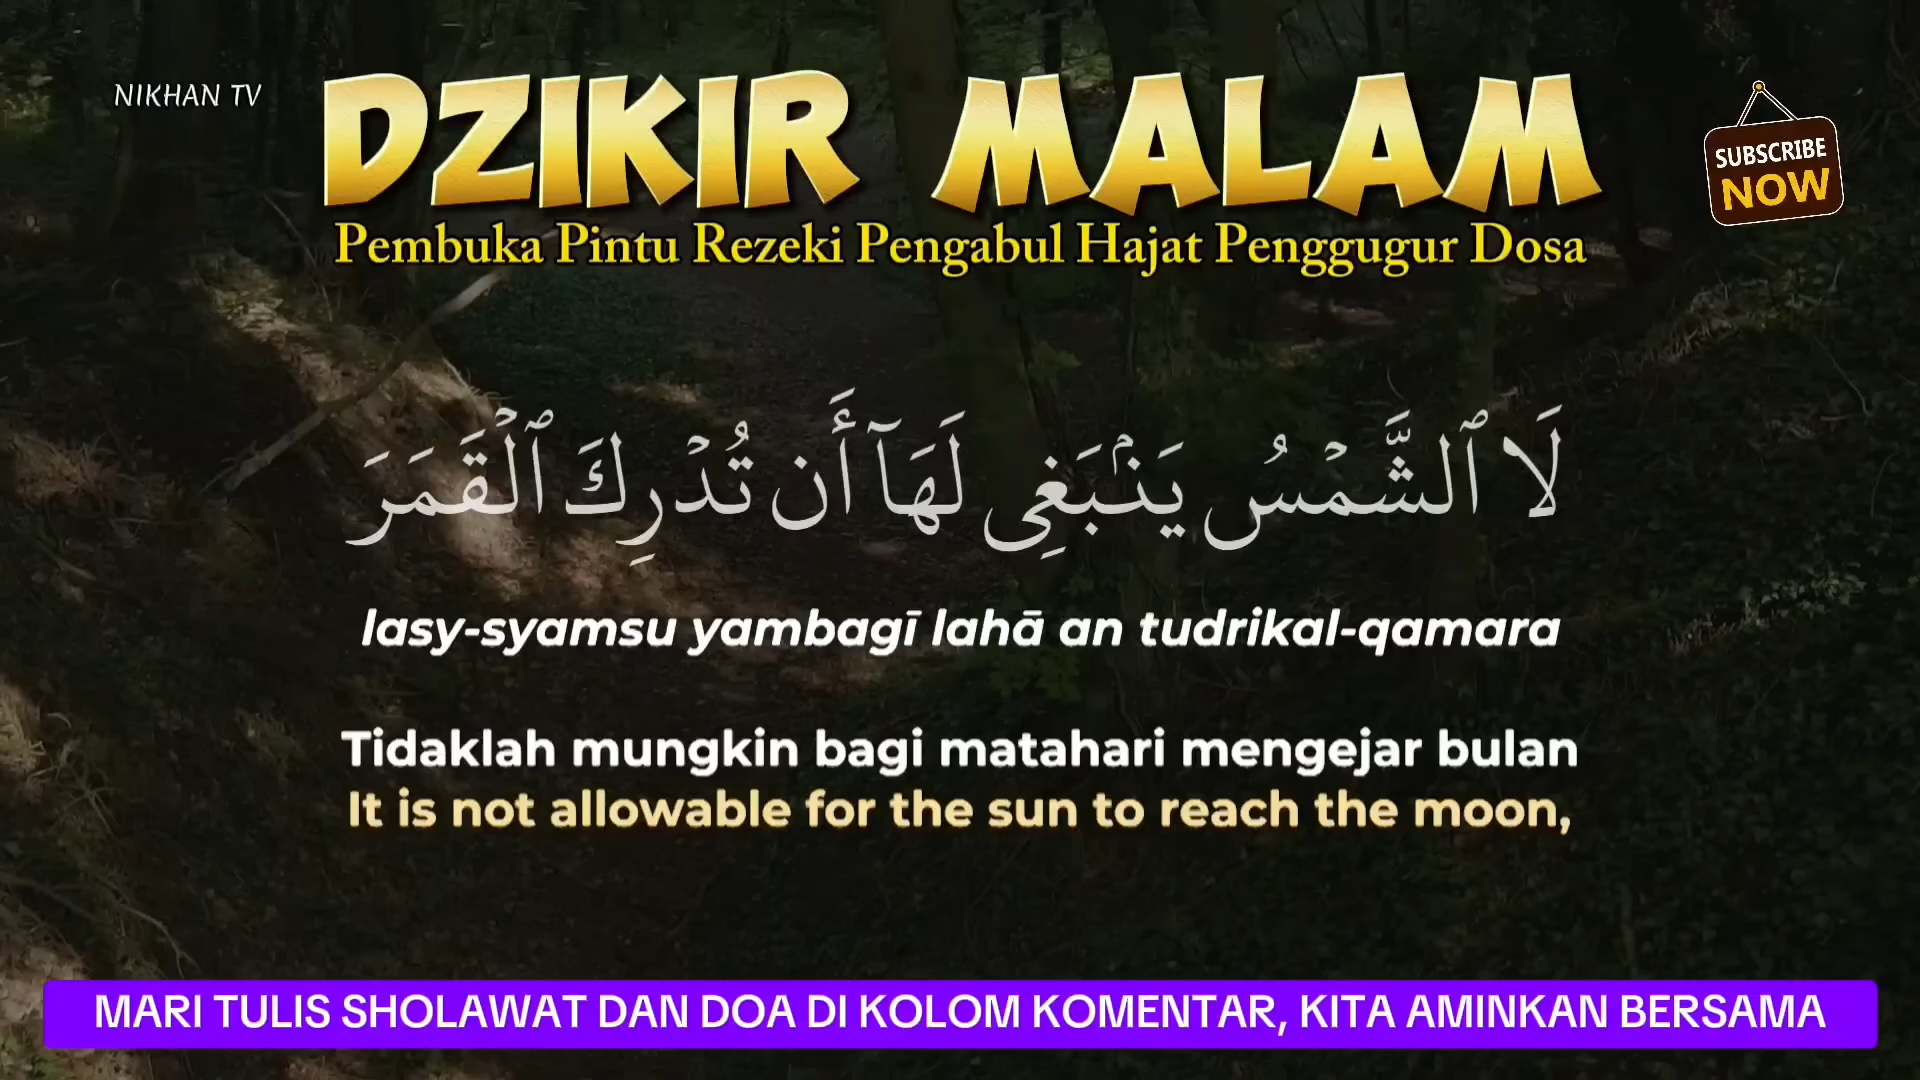 NIKHAN TV
DZIKIR MALAM
SUBSCRIBE
NOW
Pembuka Pintu Rezeki Pengabul Hajat Penggugur Dosa
لَا ٱلشَّمْسُ يَنۢبَغِى لَهَآ أَن تُدْرِكَ ٱلْقَمَرَ
lasy-syamsu yambagī lahā an tudrikal-qamara
Tidaklah mungkin bagi matahari mengejar bulan
It is not allowable for the sun to reach the moon,
MARI TULIS SHOLAWAT DAN DOA DI KOLOM KOMENTAR, KITA AMINKAN BERSAMA